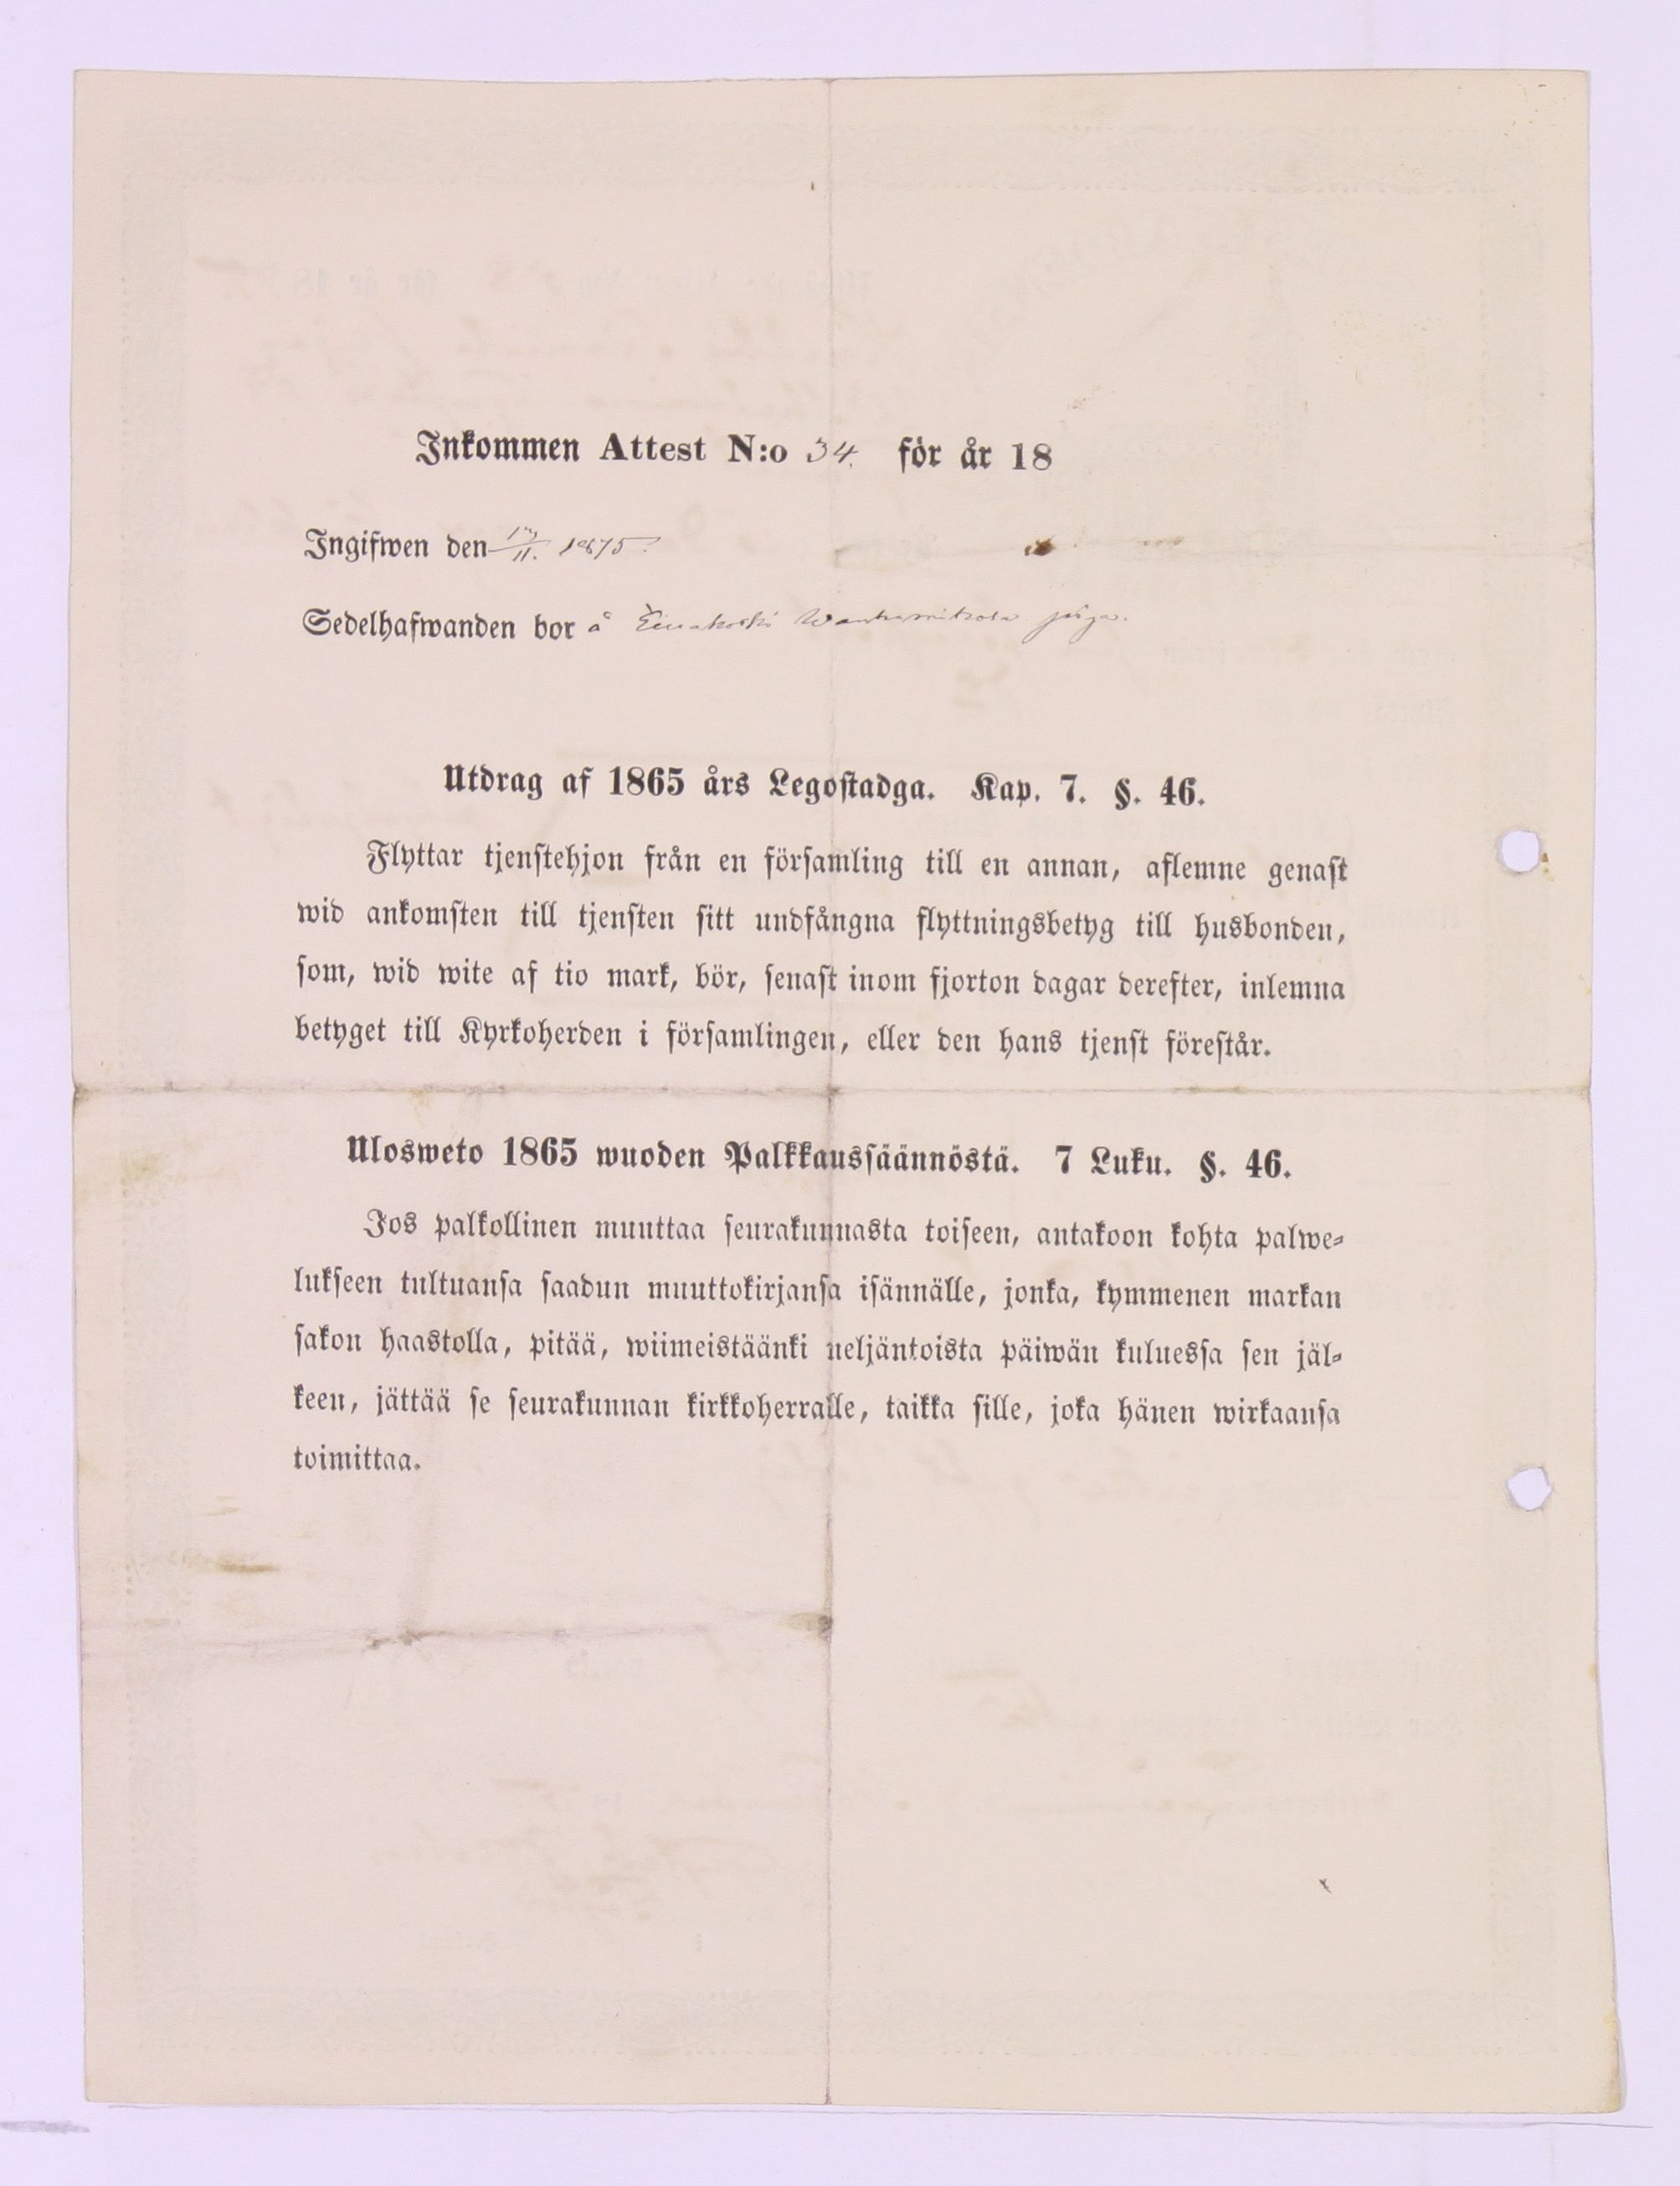 Inkommen Attest N:o 34. för år 18
Ingifwen den /11. 1875.
Sedelhafwanden bor å
Utdrag af 1865 års Legostadga. Kap. 7. §. 46.
Flyttar tjenstehjon från en församling till en annan, aflemne genast
wid ankomsten till tjensten sitt undfångna flyttningsbetyg till husbonden,
som, wid wite af tio mark, bör, senast inom fjorton dagar derefter, inlemna
betyget till Kyrkoherden i församlingen, eller den hans tjenst förestår.
Ulosweto 1865 wuoden Palkkaussäännöstä. 7 Luku. §. 46.
Jos palkollinen muuttaa seurakunnasta toiseen, antakoon kohta palwe-
lukseen tultuansa saadun muuttokirjansa isännälle, jonka, kymmenen markan
sakon haastolla, pitää, wiimeistäänki neljäntoista päiwän kuluessa sen jäl-
keen, jättää se seurakunnan kirkkoherralle, taikka sille, joka hänen wirkaansa
toimittaa.